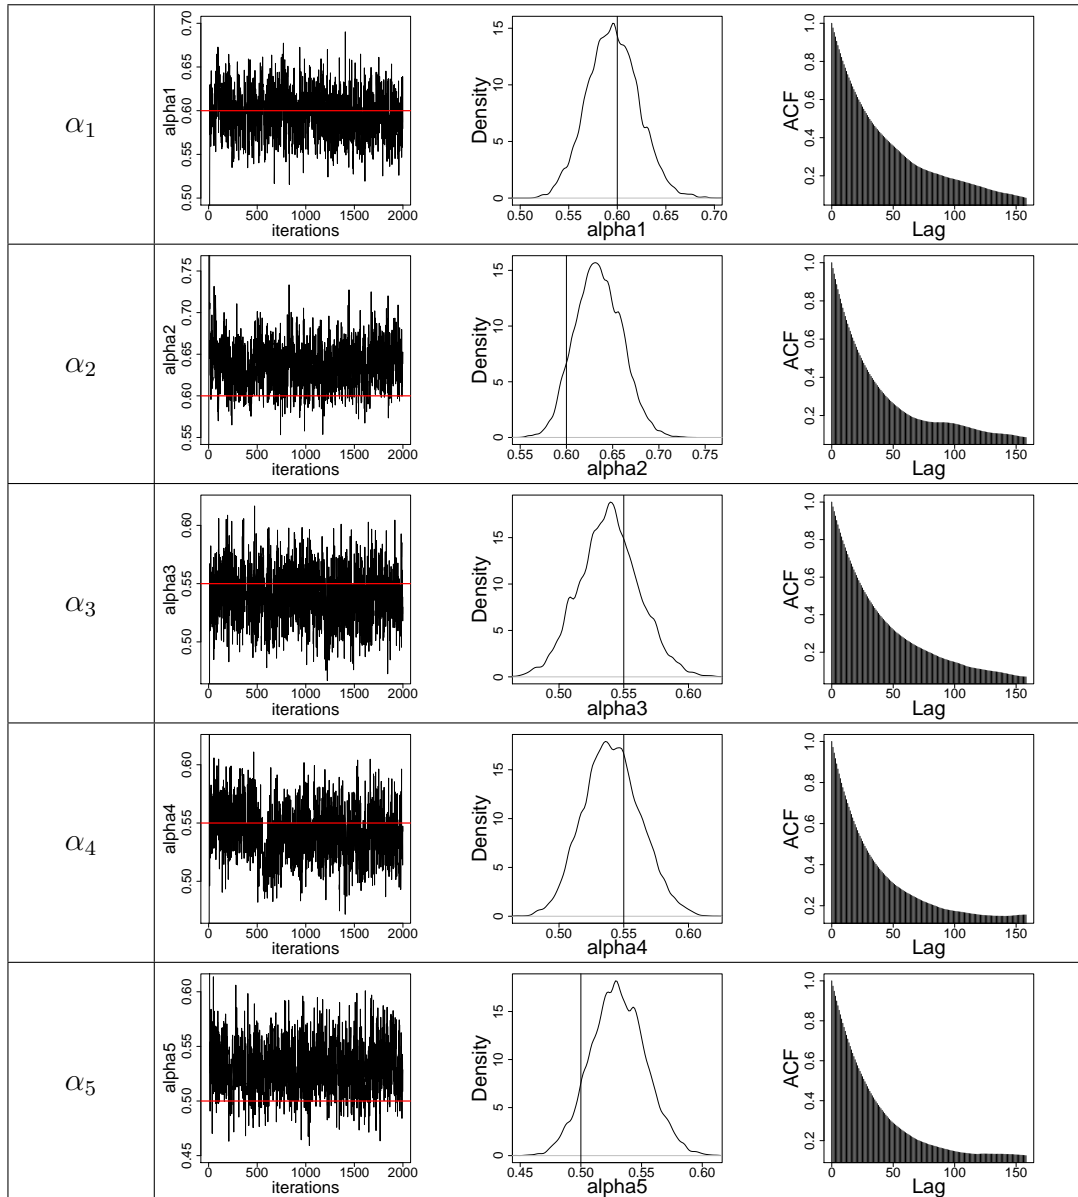 α₁
alpha1
0.50 0.55 0.60 0.65 0.70
0 500 1000 1500 2000
iterations
Density
0 5 10 15
0.50 0.55 0.60 0.65 0.70
alpha1
ACF
0.2 0.4 0.6 0.8 1.0
0 50 100 150
Lag
α₂
alpha2
0.55 0.60 0.65 0.70 0.75
0 500 1000 1500 2000
iterations
Density
0 5 10 15
0.55 0.60 0.65 0.70 0.75
alpha2
ACF
0.2 0.4 0.6 0.8 1.0
0 50 100 150
Lag
α₃
alpha3
0.50 0.55 0.60
0 500 1000 1500 2000
iterations
Density
0 5 10 15
0.50 0.55 0.60
alpha3
ACF
0.2 0.4 0.6 0.8 1.0
0 50 100 150
Lag
α₄
alpha4
0.50 0.55 0.60
0 500 1000 1500 2000
iterations
Density
0 5 10 15
0.50 0.55 0.60
alpha4
ACF
0.2 0.4 0.6 0.8 1.0
0 50 100 150
Lag
α₅
alpha5
0.45 0.50 0.55 0.60
0 500 1000 1500 2000
iterations
Density
0 5 10 15
0.45 0.50 0.55 0.60
alpha5
ACF
0.2 0.4 0.6 0.8 1.0
0 50 100 150
Lag